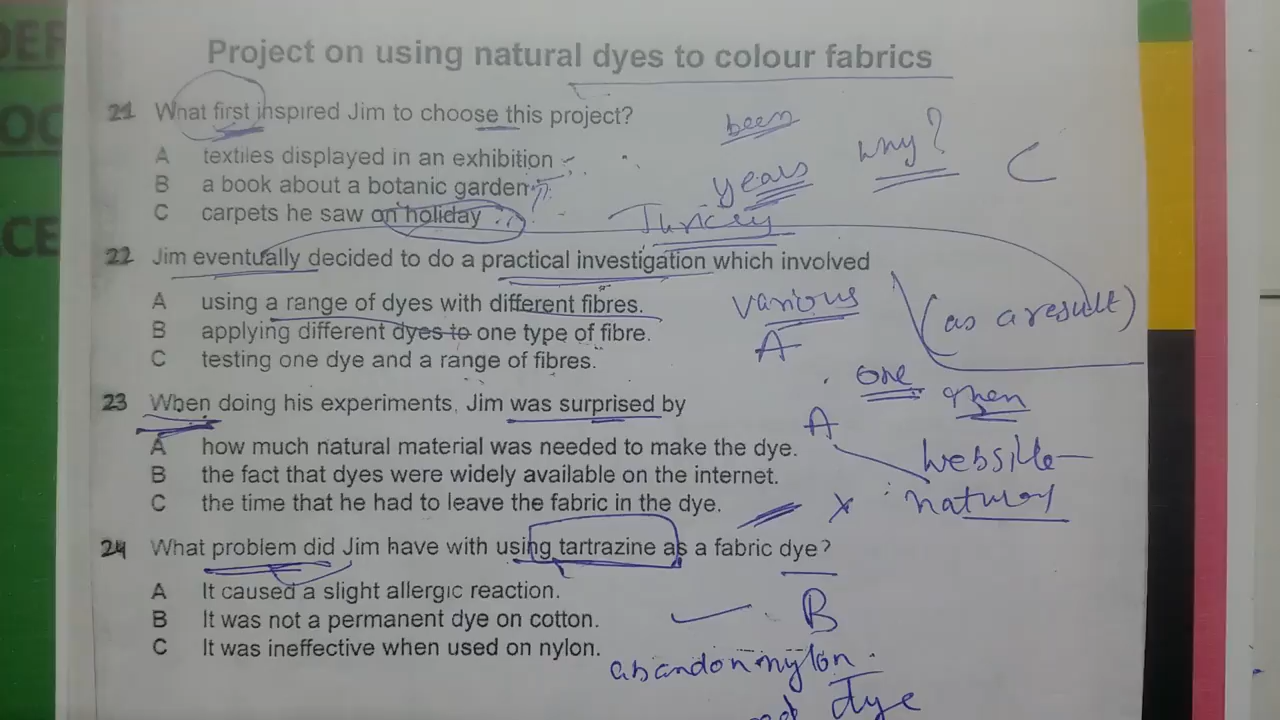 DER
OC
CE
Project on using natural dyes to colour fabrics
21 What first inspired Jim to choose this project?
A textiles displayed in an exhibition
B a book about a botanic garden
C carpets he saw on holiday
been
years
why?
C
Turkey
22 Jim eventually decided to do a practical investigation which involved
A using a range of dyes with different fibres.
B applying different dyes to one type of fibre.
C testing one dye and a range of fibres.
various
A
(as a result)
23 When doing his experiments, Jim was surprised by
A how much natural material was needed to make the dye.
B the fact that dyes were widely available on the internet.
C the time that he had to leave the fabric in the dye.
one
A
X
24 What problem did Jim have with using tartrazine as a fabric dye?
A It caused a slight allergic reaction.
B It was not a permanent dye on cotton.
C It was ineffective when used on nylon.
B
abandon nylon.
dye